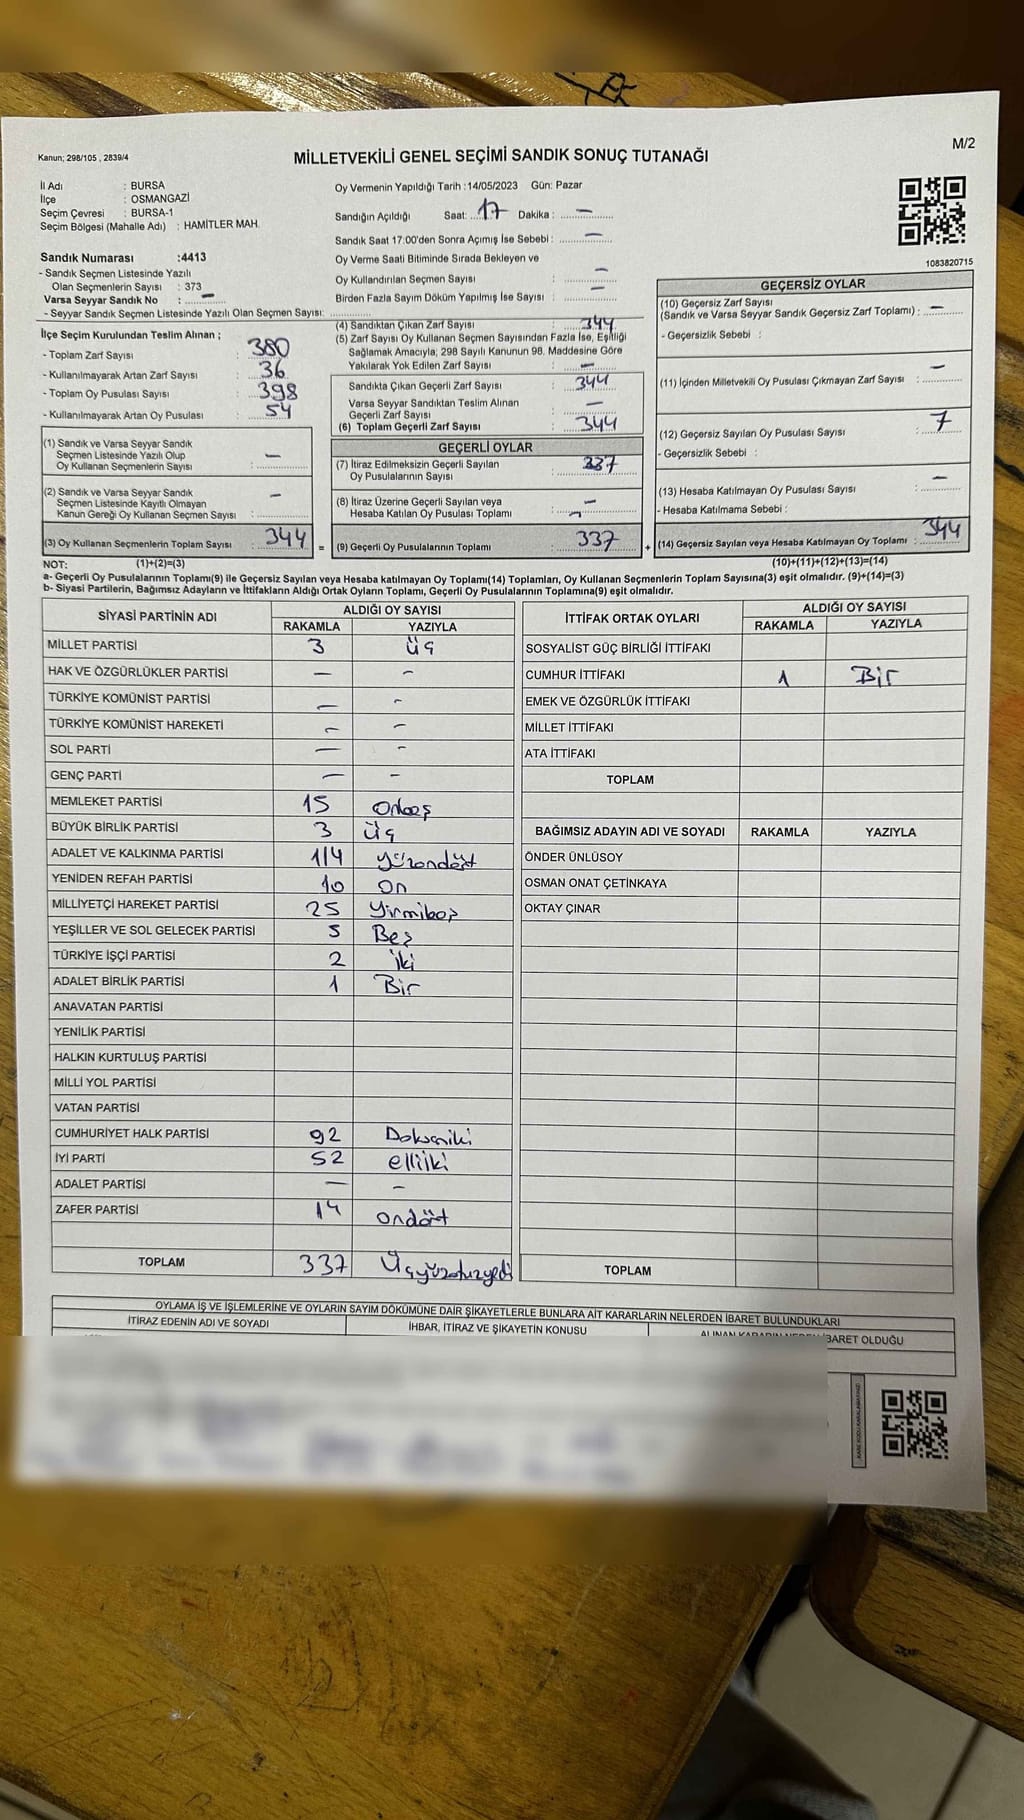 Kanun; 298/105 , 2839/4
MİLLETVEKİLİ GENEL SEÇİMİ SANDIK SONUÇ TUTANAĞI
M/2
İl Adı : BURSA
İlçe : OSMANGAZİ
Seçim Çevresi : BURSA-1
Seçim Bölgesi (Mahalle Adı) : HAMİTLER MAH.
Sandık Numarası :4413
- Sandık Seçmen Listesinde Yazılı
Olan Seçmenlerin Sayısı : 373
Varsa Seyyar Sandık No : –
- Seyyar Sandık Seçmen Listesinde Yazılı Olan Seçmen Sayısı: ..............
Oy Vermenin Yapıldığı Tarih :14/05/2023 Gün: Pazar
Sandığın Açıldığı Saat: 17 Dakika : –
Sandık Saat 17:00'den Sonra Açımış İse Sebebi : –
Oy Verme Saati Bitiminde Sırada Bekleyen ve
Oy Kullandırılan Seçmen Sayısı : –
Birden Fazla Sayım Döküm Yapılmış İse Sayısı : –
1083820715
İlçe Seçim Kurulundan Teslim Alınan ;
- Toplam Zarf Sayısı : 380
- Kullanılmayarak Artan Zarf Sayısı : 36
- Toplam Oy Pusulası Sayısı : 398
- Kullanılmayarak Artan Oy Pusulası : 54
(1) Sandık ve Varsa Seyyar Sandık
Seçmen Listesinde Yazılı Olup
Oy Kullanan Seçmenlerin Sayısı : –
(2) Sandık ve Varsa Seyyar Sandık
Seçmen Listesinde Kayıtlı Olmayan
Kanun Gereği Oy Kullanan Seçmen Sayısı : –
(3) Oy Kullanan Seçmenlerin Toplam Sayısı : 344 =
(4) Sandıktan Çıkan Zarf Sayısı : 344
(5) Zarf Sayısı Oy Kullanan Seçmen Sayısından Fazla İse, Eşitliği
Sağlamak Amacıyla; 298 Sayılı Kanunun 98. Maddesine Göre
Yakılarak Yok Edilen Zarf Sayısı : –
Sandıkta Çıkan Geçerli Zarf Sayısı : 344
Varsa Seyyar Sandıktan Teslim Alınan
Geçerli Zarf Sayısı : –
(6) Toplam Geçerli Zarf Sayısı : 344
GEÇERLİ OYLAR
(7) İtiraz Edilmeksizin Geçerli Sayılan
Oy Pusulalarının Sayısı : 337
(8) İtiraz Üzerine Geçerli Sayılan veya
Hesaba Katılan Oy Pusulası Toplamı : –
(9) Geçerli Oy Pusulalarının Toplamı : 337 +
GEÇERSİZ OYLAR
(10) Geçersiz Zarf Sayısı
(Sandık ve Varsa Seyyar Sandık Geçersiz Zarf Toplamı) : –
- Geçersizlik Sebebi :
(11) İçinden Milletvekili Oy Pusulası Çıkmayan Zarf Sayısı : –
(12) Geçersiz Sayılan Oy Pusulası Sayısı : 7
- Geçersizlik Sebebi :
(13) Hesaba Katılmayan Oy Pusulası Sayısı : –
- Hesaba Katılmama Sebebi :
(14) Geçersiz Sayılan veya Hesaba Katılmayan Oy Toplamı : 344
NOT: (1)+(2)=(3) (10)+(11)+(12)+(13)=(14)
a- Geçerli Oy Pusulalarının Toplamı(9) ile Geçersiz Sayılan veya Hesaba katılmayan Oy Toplamı(14) Toplamları, Oy Kullanan Seçmenlerin Toplam Sayısına(3) eşit olmalıdır. (9)+(14)=(3)
b- Siyasi Partilerin, Bağımsız Adayların ve İttifakların Aldığı Ortak Oyların Toplamı, Geçerli Oy Pusulalarının Toplamına(9) eşit olmalıdır.
SİYASİ PARTİNİN ADI ALDIĞI OY SAYISI
RAKAMLA YAZIYLA
MİLLET PARTİSİ 3 üç
HAK VE ÖZGÜRLÜKLER PARTİSİ – –
TÜRKİYE KOMÜNİST PARTİSİ – –
TÜRKİYE KOMÜNİST HAREKETİ – –
SOL PARTİ – –
GENÇ PARTİ – –
MEMLEKET PARTİSİ 15 Onbeş
BÜYÜK BİRLİK PARTİSİ 3 üç
ADALET VE KALKINMA PARTİSİ 114 yüzondört
YENİDEN REFAH PARTİSİ 10 on
MİLLİYETÇİ HAREKET PARTİSİ 25 yirmibeş
YEŞİLLER VE SOL GELECEK PARTİSİ 5 Beş
TÜRKİYE İŞÇİ PARTİSİ 2 iki
ADALET BİRLİK PARTİSİ 1 Bir
ANAVATAN PARTİSİ
YENİLİK PARTİSİ
HALKIN KURTULUŞ PARTİSİ
MİLLİ YOL PARTİSİ
VATAN PARTİSİ
CUMHURİYET HALK PARTİSİ 92 Doksaniki
İYİ PARTİ 52 elliiki
ADALET PARTİSİ – –
ZAFER PARTİSİ 14 ondört
TOPLAM 337 Üçyüzotuzyedi
İTTİFAK ORTAK OYLARI ALDIĞI OY SAYISI
RAKAMLA YAZIYLA
SOSYALİST GÜÇ BİRLİĞİ İTTİFAKI
CUMHUR İTTİFAKI 1 Bir
EMEK VE ÖZGÜRLÜK İTTİFAKI
MİLLET İTTİFAKI
ATA İTTİFAKI
TOPLAM
BAĞIMSIZ ADAYIN ADI VE SOYADI RAKAMLA YAZIYLA
ÖNDER ÜNLÜSOY
OSMAN ONAT ÇETİNKAYA
OKTAY ÇINAR
TOPLAM
OYLAMA İŞ VE İŞLEMLERİNE VE OYLARIN SAYIM DÖKÜMÜNE DAİR ŞİKAYETLERLE BUNLARA AİT KARARLARIN NELERDEN İBARET BULUNDUKLARI
İTİRAZ EDENİN ADI VE SOYADI İHBAR, İTİRAZ VE ŞİKAYETİN KONUSU ALINAN KARARIN NEDEN İBARET OLDUĞU